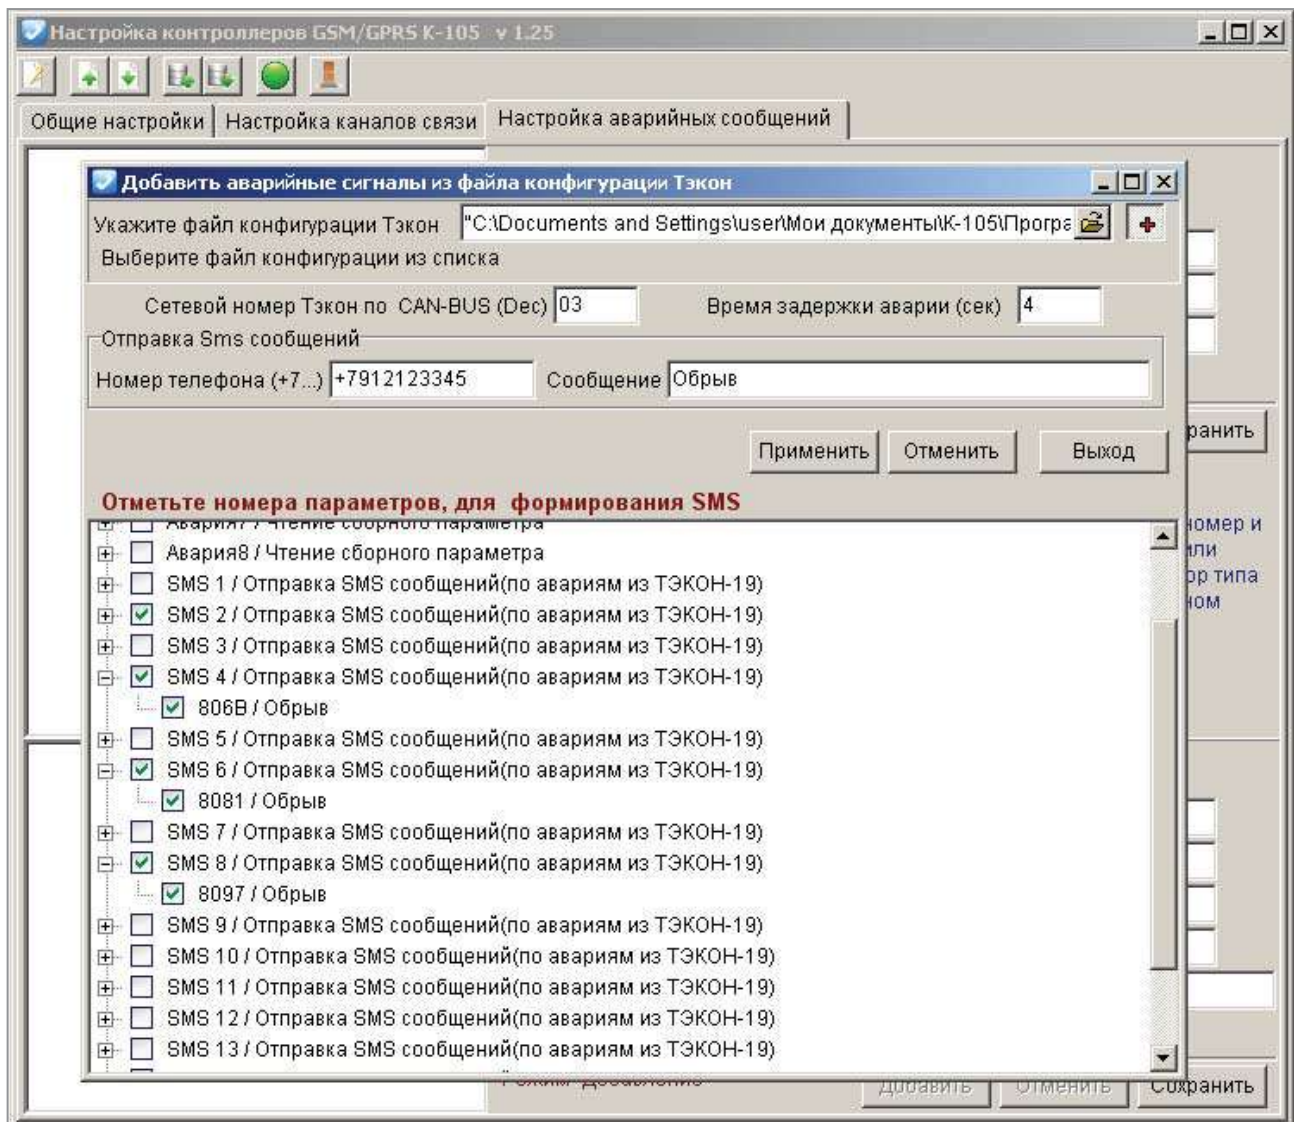 Настройка контроллеров GSM/GPRS K-105 v 1.25
Общие настройки Настройка каналов связи Настройка аварийных сообщений
Добавить аварийные сигналы из файла конфигурации Тэкон
Укажите файл конфигурации Тэкон "C:\Documents and Settings\user\Мои документы\К-105\Програ
Выберите файл конфигурации из списка
Сетевой номер Тэкон по CAN-BUS (Dec) 03 Время задержки аварии (сек) 4
Отправка Sms сообщений
Номер телефона (+7...) +7912123345 Сообщение Обрыв
ранить
Применить Отменить Выход
Отметьте номера параметров, для формирования SMS
Авария7 / Чтение сборного параметра
номер и
Авария8 / Чтение сборного параметра
или
SMS 1 / Отправка SMS сообщений(по авариям из ТЭКОН-19)
ор типа
SMS 2 / Отправка SMS сообщений(по авариям из ТЭКОН-19)
ном
SMS 3 / Отправка SMS сообщений(по авариям из ТЭКОН-19)
SMS 4 / Отправка SMS сообщений(по авариям из ТЭКОН-19)
806B / Обрыв
SMS 5 / Отправка SMS сообщений(по авариям из ТЭКОН-19)
SMS 6 / Отправка SMS сообщений(по авариям из ТЭКОН-19)
8081 / Обрыв
SMS 7 / Отправка SMS сообщений(по авариям из ТЭКОН-19)
SMS 8 / Отправка SMS сообщений(по авариям из ТЭКОН-19)
8097 / Обрыв
SMS 9 / Отправка SMS сообщений(по авариям из ТЭКОН-19)
SMS 10 / Отправка SMS сообщений(по авариям из ТЭКОН-19)
SMS 11 / Отправка SMS сообщений(по авариям из ТЭКОН-19)
SMS 12 / Отправка SMS сообщений(по авариям из ТЭКОН-19)
SMS 13 / Отправка SMS сообщений(по авариям из ТЭКОН-19)
Добавить Отменить Сохранить